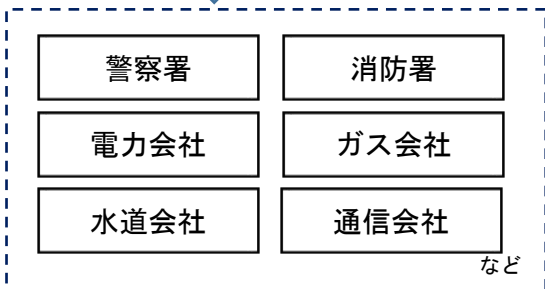 警察署
消防署
電力会社
ガス会社
水道会社
通信会社
など